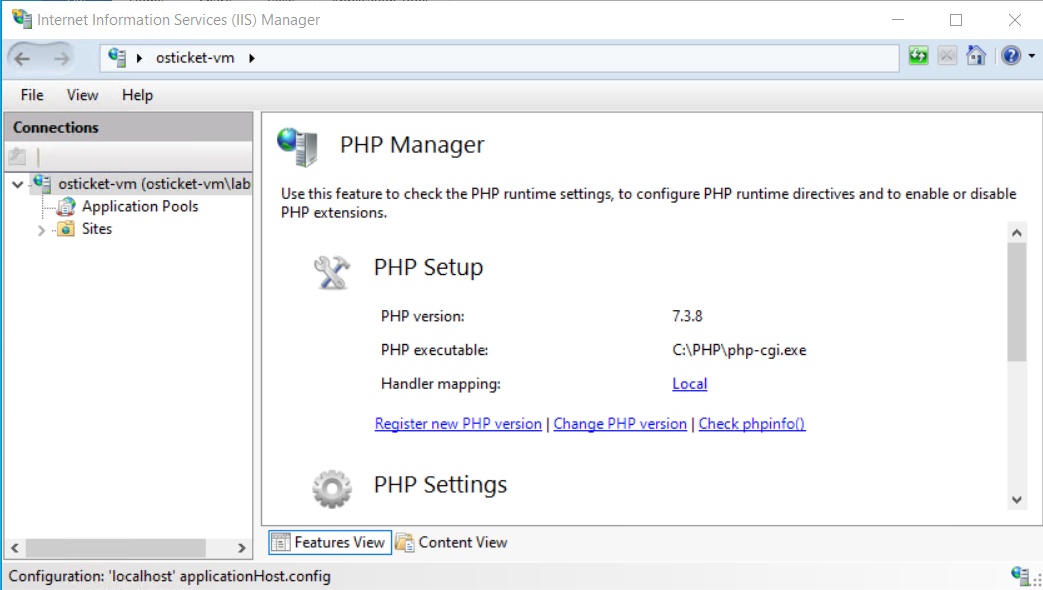 Internet Information Services (IIS) Manager
osticket-vm
File View Help
Connections
osticket-vm (osticket-vm\lab
Application Pools
Sites
PHP Manager
Use this feature to check the PHP runtime settings, to configure PHP runtime directives and to enable or disable
PHP extensions.
PHP Setup
PHP version: 7.3.8
PHP executable: C:\PHP\php-cgi.exe
Handler mapping: Local
Register new PHP version | Change PHP version | Check phpinfo()
PHP Settings
Features View Content View
Configuration: 'localhost' applicationHost.config